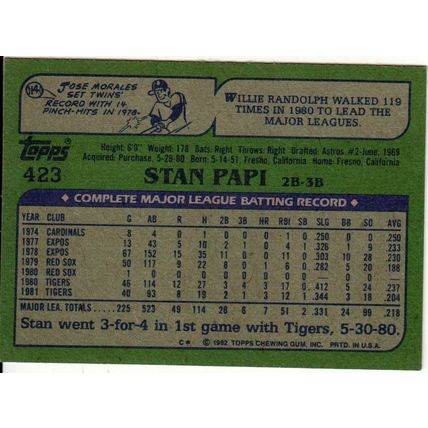 114
JOSE MORALES
SET TWINS'
RECORD WITH 14
PINCH-HITS IN 1978.
WILLIE RANDOLPH WALKED 119
TIMES IN 1980 TO LEAD THE
MAJOR LEAGUES.
Topps
423
Height: 6'0" Weight: 178 Bats: Right Throws: Right Drafted: Astros #2-June, 1969
Acquired: Purchase, 5-28-80 Born: 5-14-51 Fresno, California Home: Fresno, California
STAN PAPI 2B-3B
COMPLETE MAJOR LEAGUE BATTING RECORD
YEAR CLUB G AB R H 2B 3B HR RBI SB SLG BB SO AVG
1974 CARDINALS 8 4 0 1 0 0 0 1 0 .250 0 0 .250
1977 EXPOS 13 43 5 10 2 1 0 4 1 .326 1 9 .233
1978 EXPOS 67 152 15 35 11 0 0 11 0 .303 10 28 .230
1979 RED SOX 50 117 9 22 8 0 1 6 0 .282 5 20 .188
1980 RED SOX 1 0 0 0 0 0 0 0 0 .000 0 0
1980 TIGERS 46 114 12 27 3 4 3 17 0 .412 5 24 .237
1981 TIGERS 40 93 8 19 2 1 3 12 1 .344 3 18 .204
MAJOR LEA. TOTALS 225 523 49 114 26 6 7 51 2 .331 24 99 .218
Stan went 3-for-4 in 1st game with Tigers, 5-30-80.
C* © 1982 TOPPS CHEWING GUM, INC. PRTD. IN U.S.A.